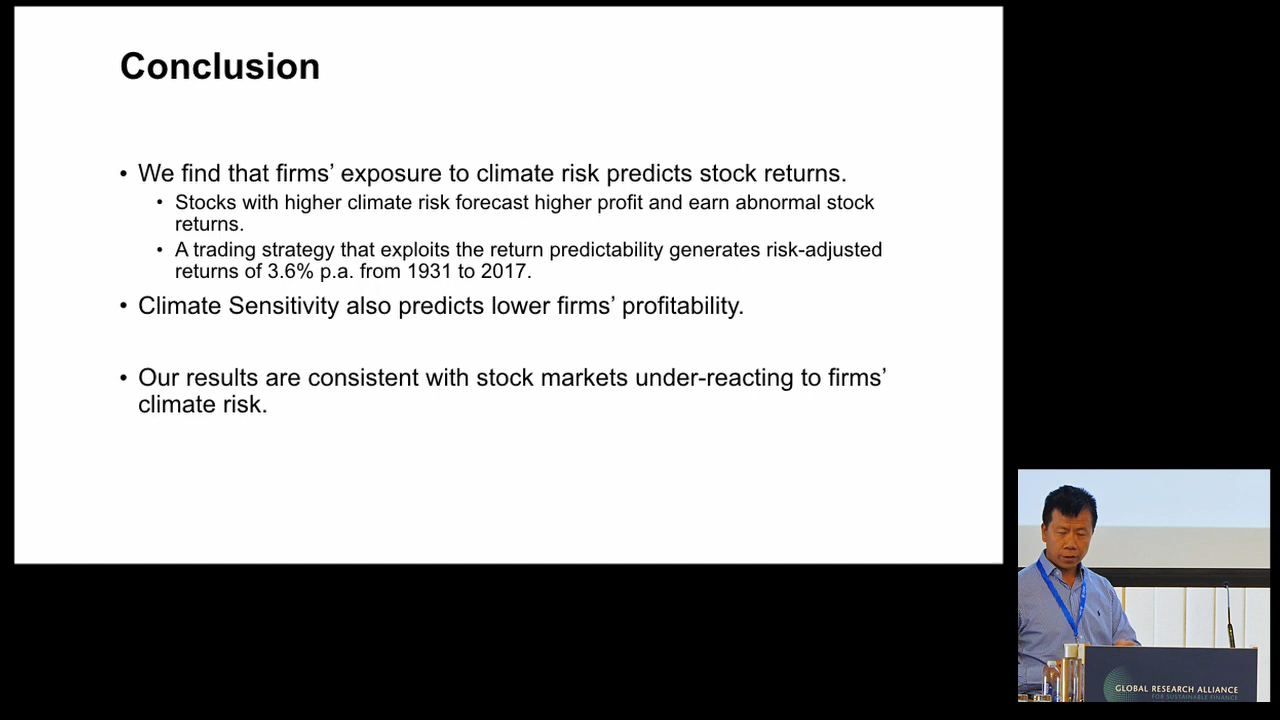 Conclusion
• We find that firms’ exposure to climate risk predicts stock returns.
• Stocks with higher climate risk forecast higher profit and earn abnormal stock
returns.
• A trading strategy that exploits the return predictability generates risk-adjusted
returns of 3.6% p.a. from 1931 to 2017.
• Climate Sensitivity also predicts lower firms’ profitability.
• Our results are consistent with stock markets under-reacting to firms’
climate risk.
GLOBAL RESEARCH ALLIANCE
FOR SUSTAINABLE FINANCE